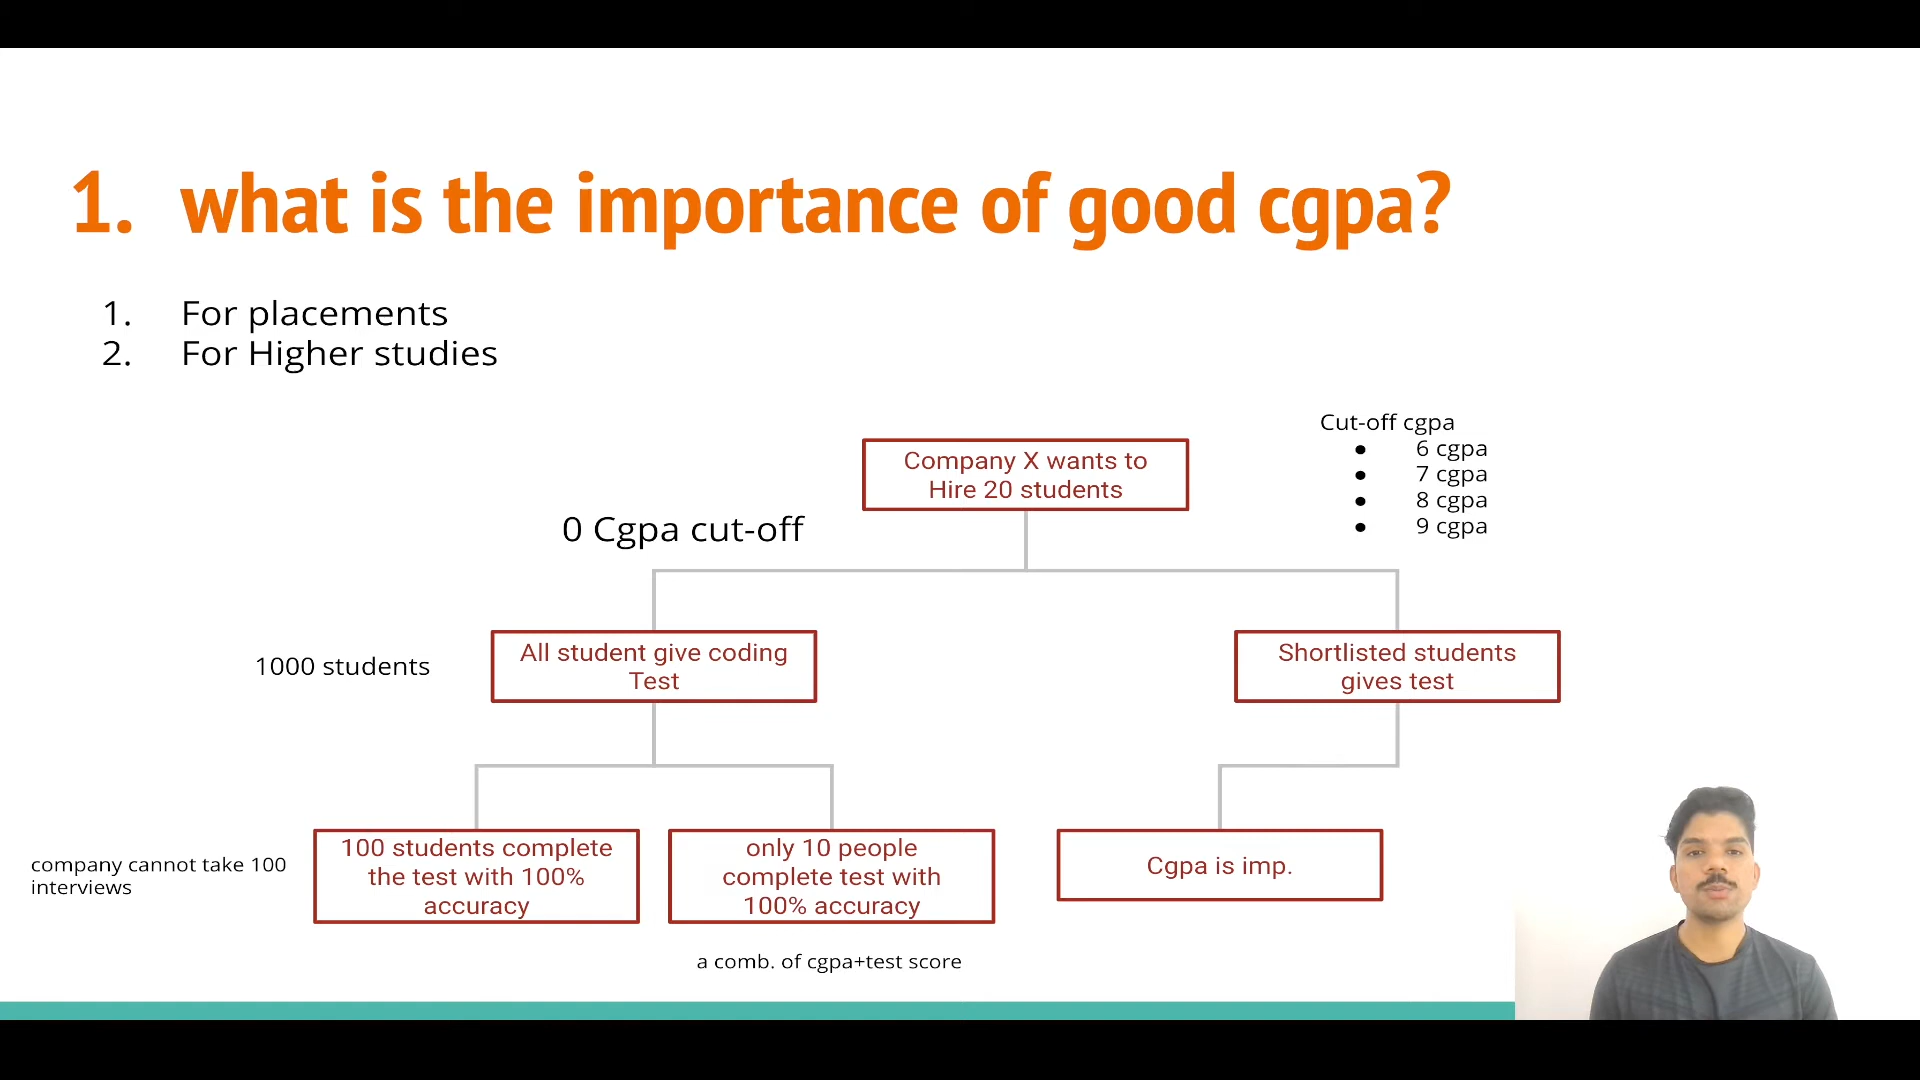 1. what is the importance of good cgpa?
1. For placements
2. For Higher studies
Cut-off cgpa
● 6 cgpa
● 7 cgpa
● 8 cgpa
● 9 cgpa
Company X wants to
Hire 20 students
0 Cgpa cut-off
1000 students
All student give coding
Test
Shortlisted students
gives test
company cannot take 100
interviews
100 students complete
the test with 100%
accuracy
only 10 people
complete test with
100% accuracy
Cgpa is imp.
a comb. of cgpa+test score